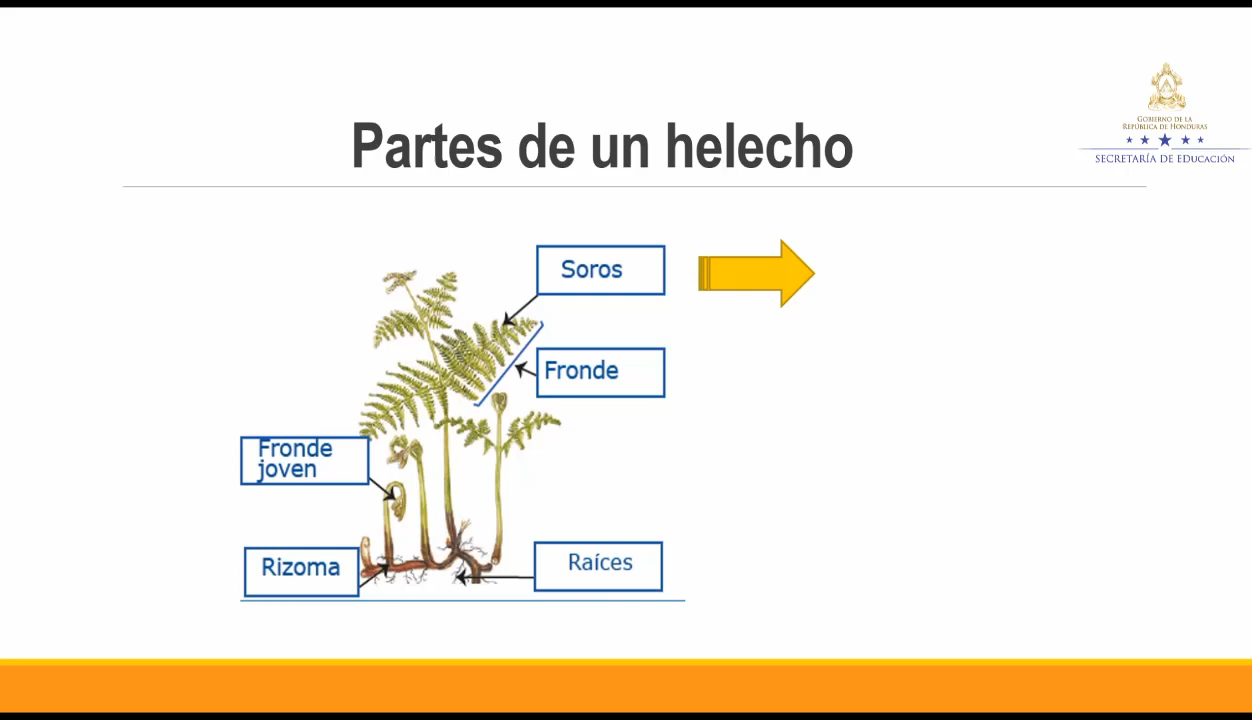 Partes de un helecho
GOBIERNO DE LA
REPÚBLICA DE HONDURAS
SECRETARÍA DE EDUCACIÓN
Soros
Fronde
Fronde
joven
Rizoma
Raíces